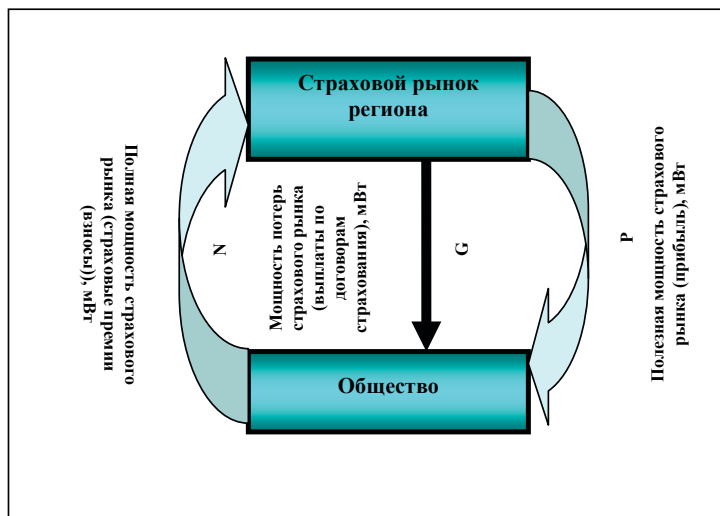 Страховой рынок
региона
Полная мощность страхового
рынка (страховые премии
(взносы)), мВт
N
Мощность потерь
страхового рынка
(выплаты по
договорам
страхования), мВт
G
P
Полезная мощность страхового
рынка (прибыль), мВт
Общество